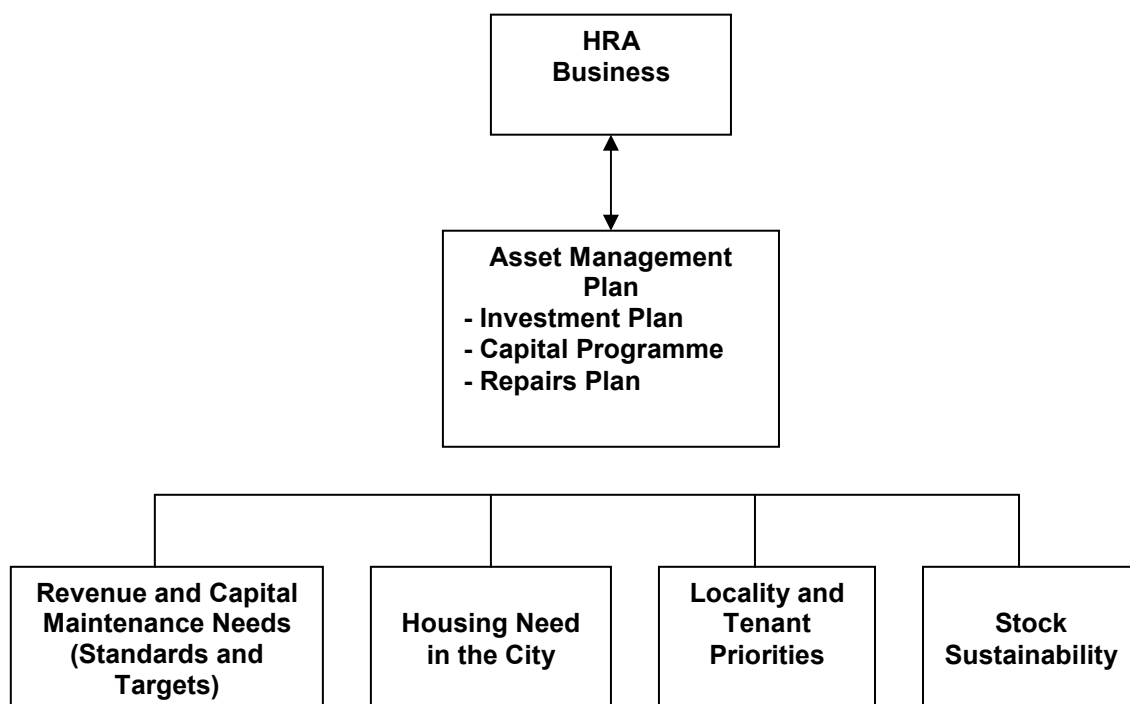 HRA
Business
Asset Management
Plan
- Investment Plan
- Capital Programme
- Repairs Plan
Revenue and Capital
Maintenance Needs
(Standards and
Targets)
Housing Need
in the City
Locality and
Tenant
Priorities
Stock
Sustainability